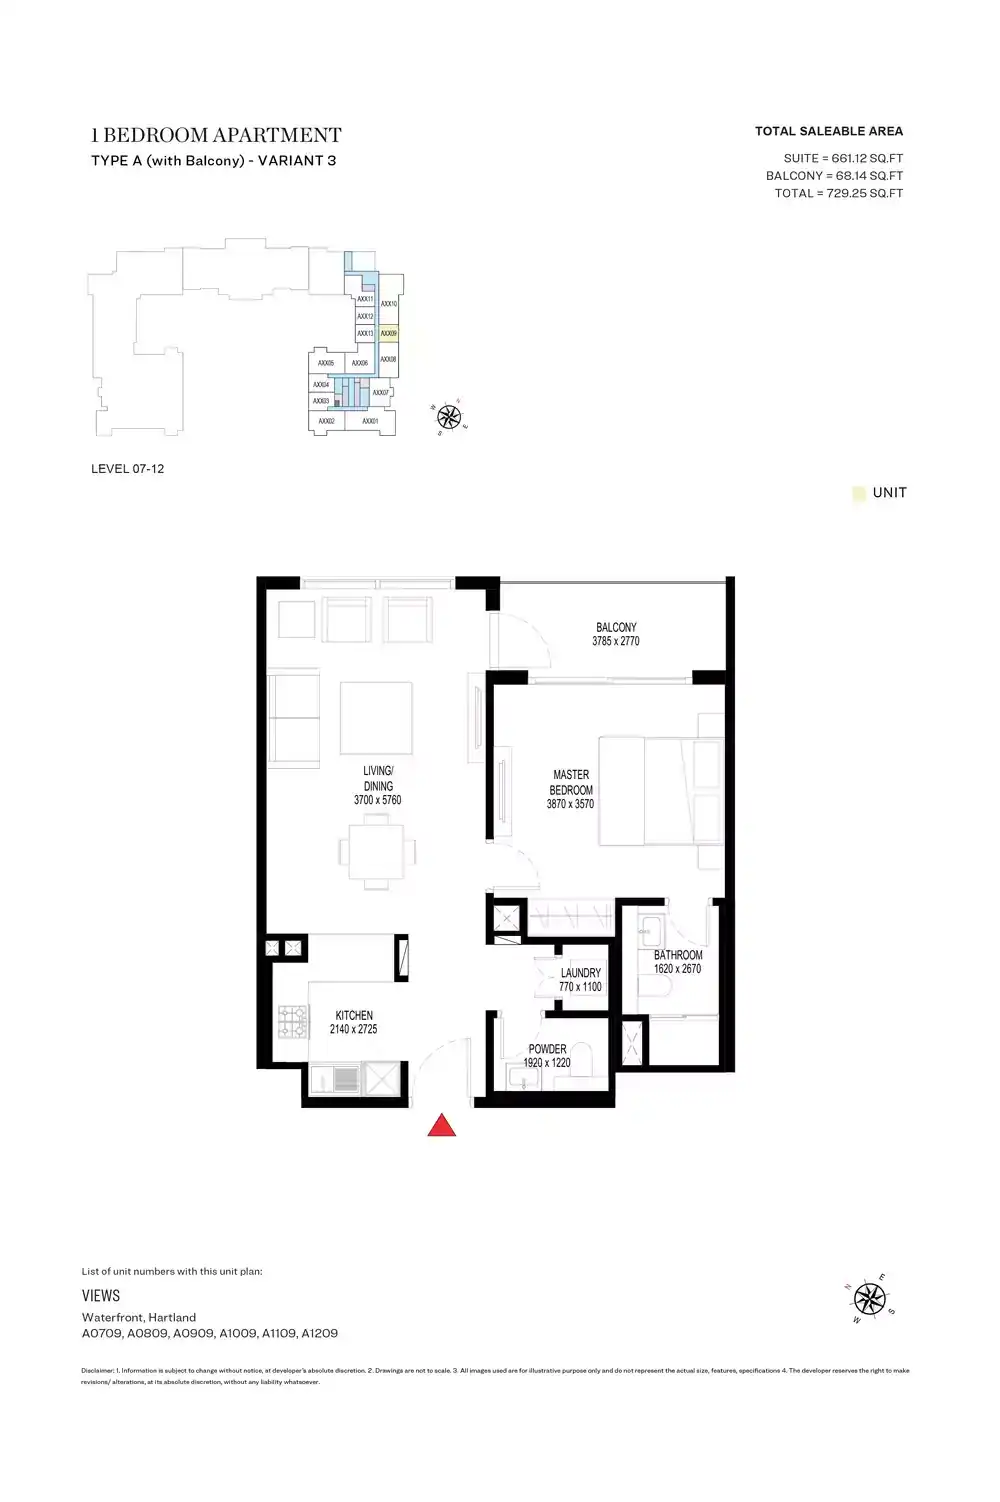 1 BEDROOM APARTMENT
TYPE A (with Balcony) - VARIANT 3
TOTAL SALEABLE AREA
SUITE = 661.12 SQ.FT
BALCONY = 68.14 SQ.FT
TOTAL = 729.25 SQ.FT
AXX11
AXX10
AXX12
AXX13
AXX09
AXX05
AXX06
AXX08
AXX04
AXX07
AXX03
AXX02
AXX01
W
N
S
E
LEVEL 07-12
UNIT
BALCONY
3785 x 2770
LIVING/
DINING
3700 x 5760
MASTER
BEDROOM
3870 x 3570
BATHROOM
1620 x 2670
LAUNDRY
770 x 1100
KITCHEN
2140 x 2725
POWDER
1920 x 1220
List of unit numbers with this unit plan:
VIEWS
Waterfront, Hartland
A0709, A0809, A0909, A1009, A1109, A1209
N
E
W
S
Disclaimer: 1. Information is subject to change without notice, at developer's absolute discretion. 2. Drawings are not to scale. 3. All images used are for illustrative purpose only and do not represent the actual size, features, specifications 4. The developer reserves the right to make
revisions/ alterations, at its absolute discretion, without any liability whatsoever.